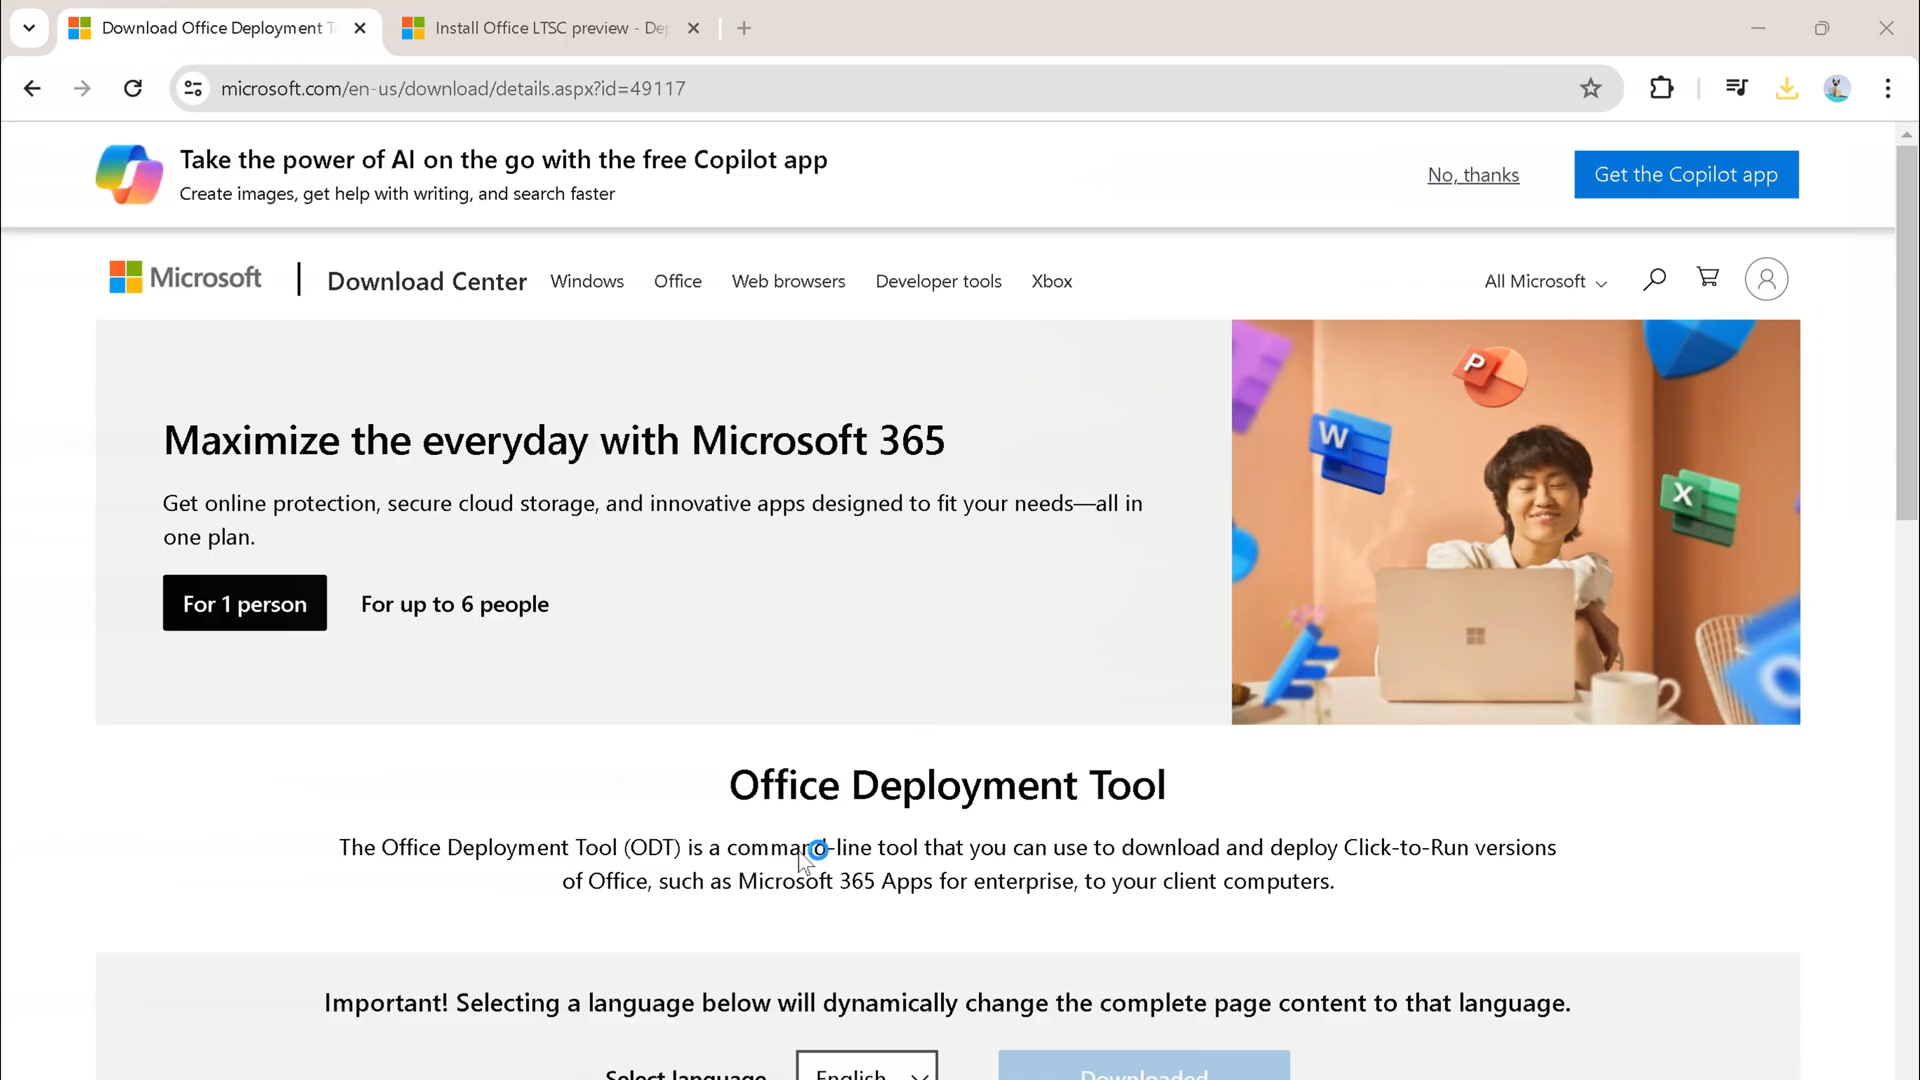 Download Office Deployment T
Install Office LTSC preview - De
microsoft.com/en-us/download/details.aspx?id=49117
Take the power of AI on the go with the free Copilot app
Create images, get help with writing, and search faster
No, thanks
Get the Copilot app
Microsoft
Download Center
Windows
Office
Web browsers
Developer tools
Xbox
All Microsoft
Maximize the everyday with Microsoft 365
Get online protection, secure cloud storage, and innovative apps designed to fit your needs—all in
one plan.
For 1 person
For up to 6 people
P
W
X
Office Deployment Tool
The Office Deployment Tool (ODT) is a command-line tool that you can use to download and deploy Click-to-Run versions
of Office, such as Microsoft 365 Apps for enterprise, to your client computers.
Important! Selecting a language below will dynamically change the complete page content to that language.
Select language
English
Downloaded